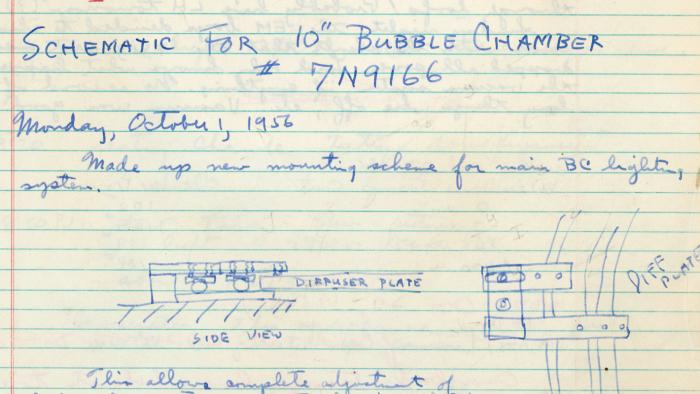 SCHEMATIC FOR 10" BUBBLE CHAMBER
# 7N9166
Monday, October 1, 1956
Made up new mounting scheme for main BC lighting
system.
DIFFUSER PLATE
DIFF PLATE
SIDE VIEW
This allows complete adjustment of